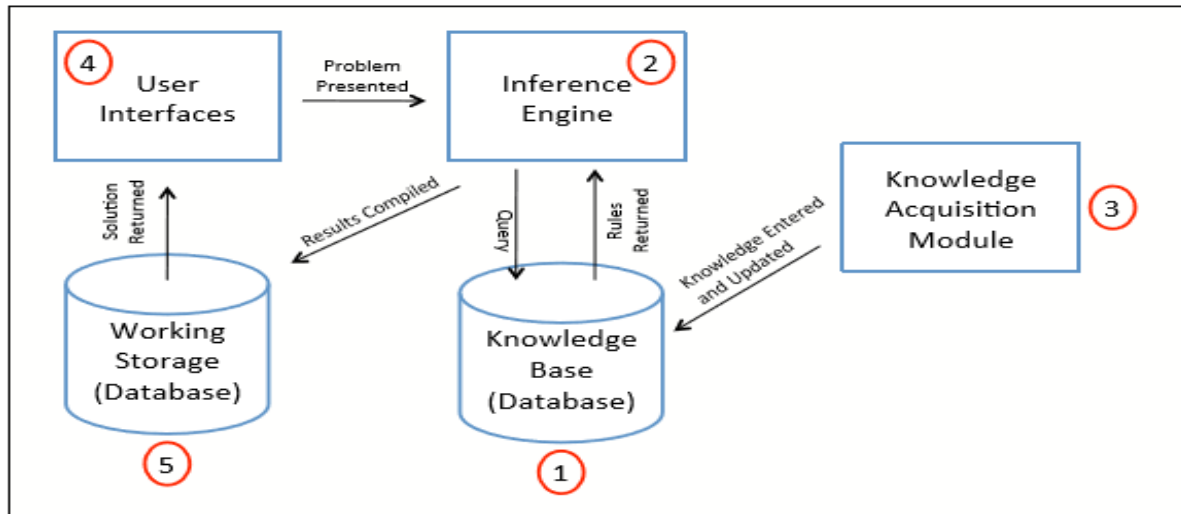 4
User
Interfaces
Problem
Presented
2
Inference
Engine
Knowledge
Acquisition
Module
3
Solution
Returned
Results Compiled
Query
Rules
Returned
Knowledge Entered
and Updated
Working
Storage
(Database)
5
Knowledge
Base
(Database)
1